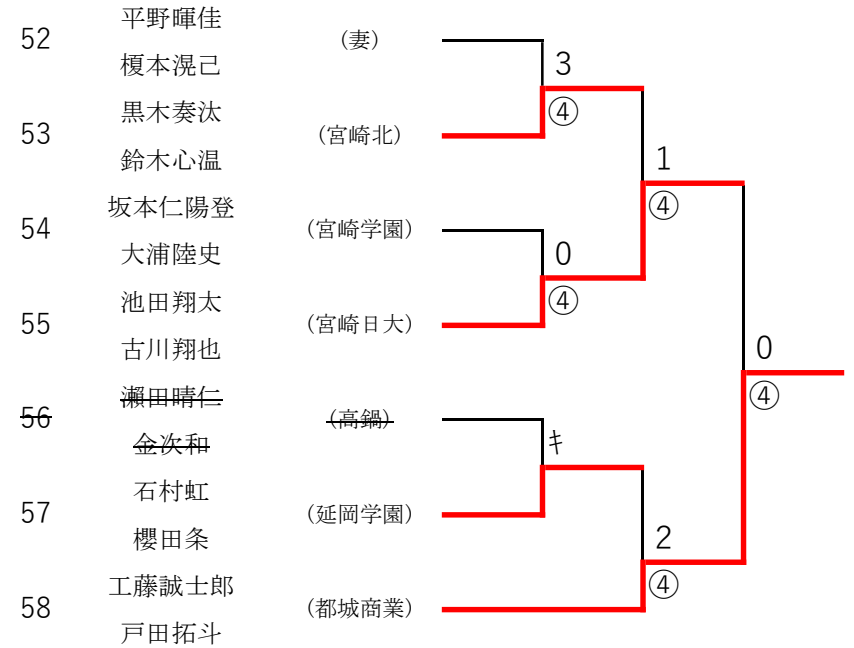 平野暉佳
52 (妻)
榎本滉己
3
黒木奏汰
④
53 (宮崎北)
鈴木心温
1
坂本仁陽登
④
54 (宮崎学園)
大浦陸史
0
池田翔太
④
55 (宮崎日大)
古川翔也
0
瀬田晴仁
④
56 (高鍋)
金次和
キ
石村虹
57 (延岡学園)
櫻田条
2
工藤誠士郎
④
58 (都城商業)
戸田拓斗